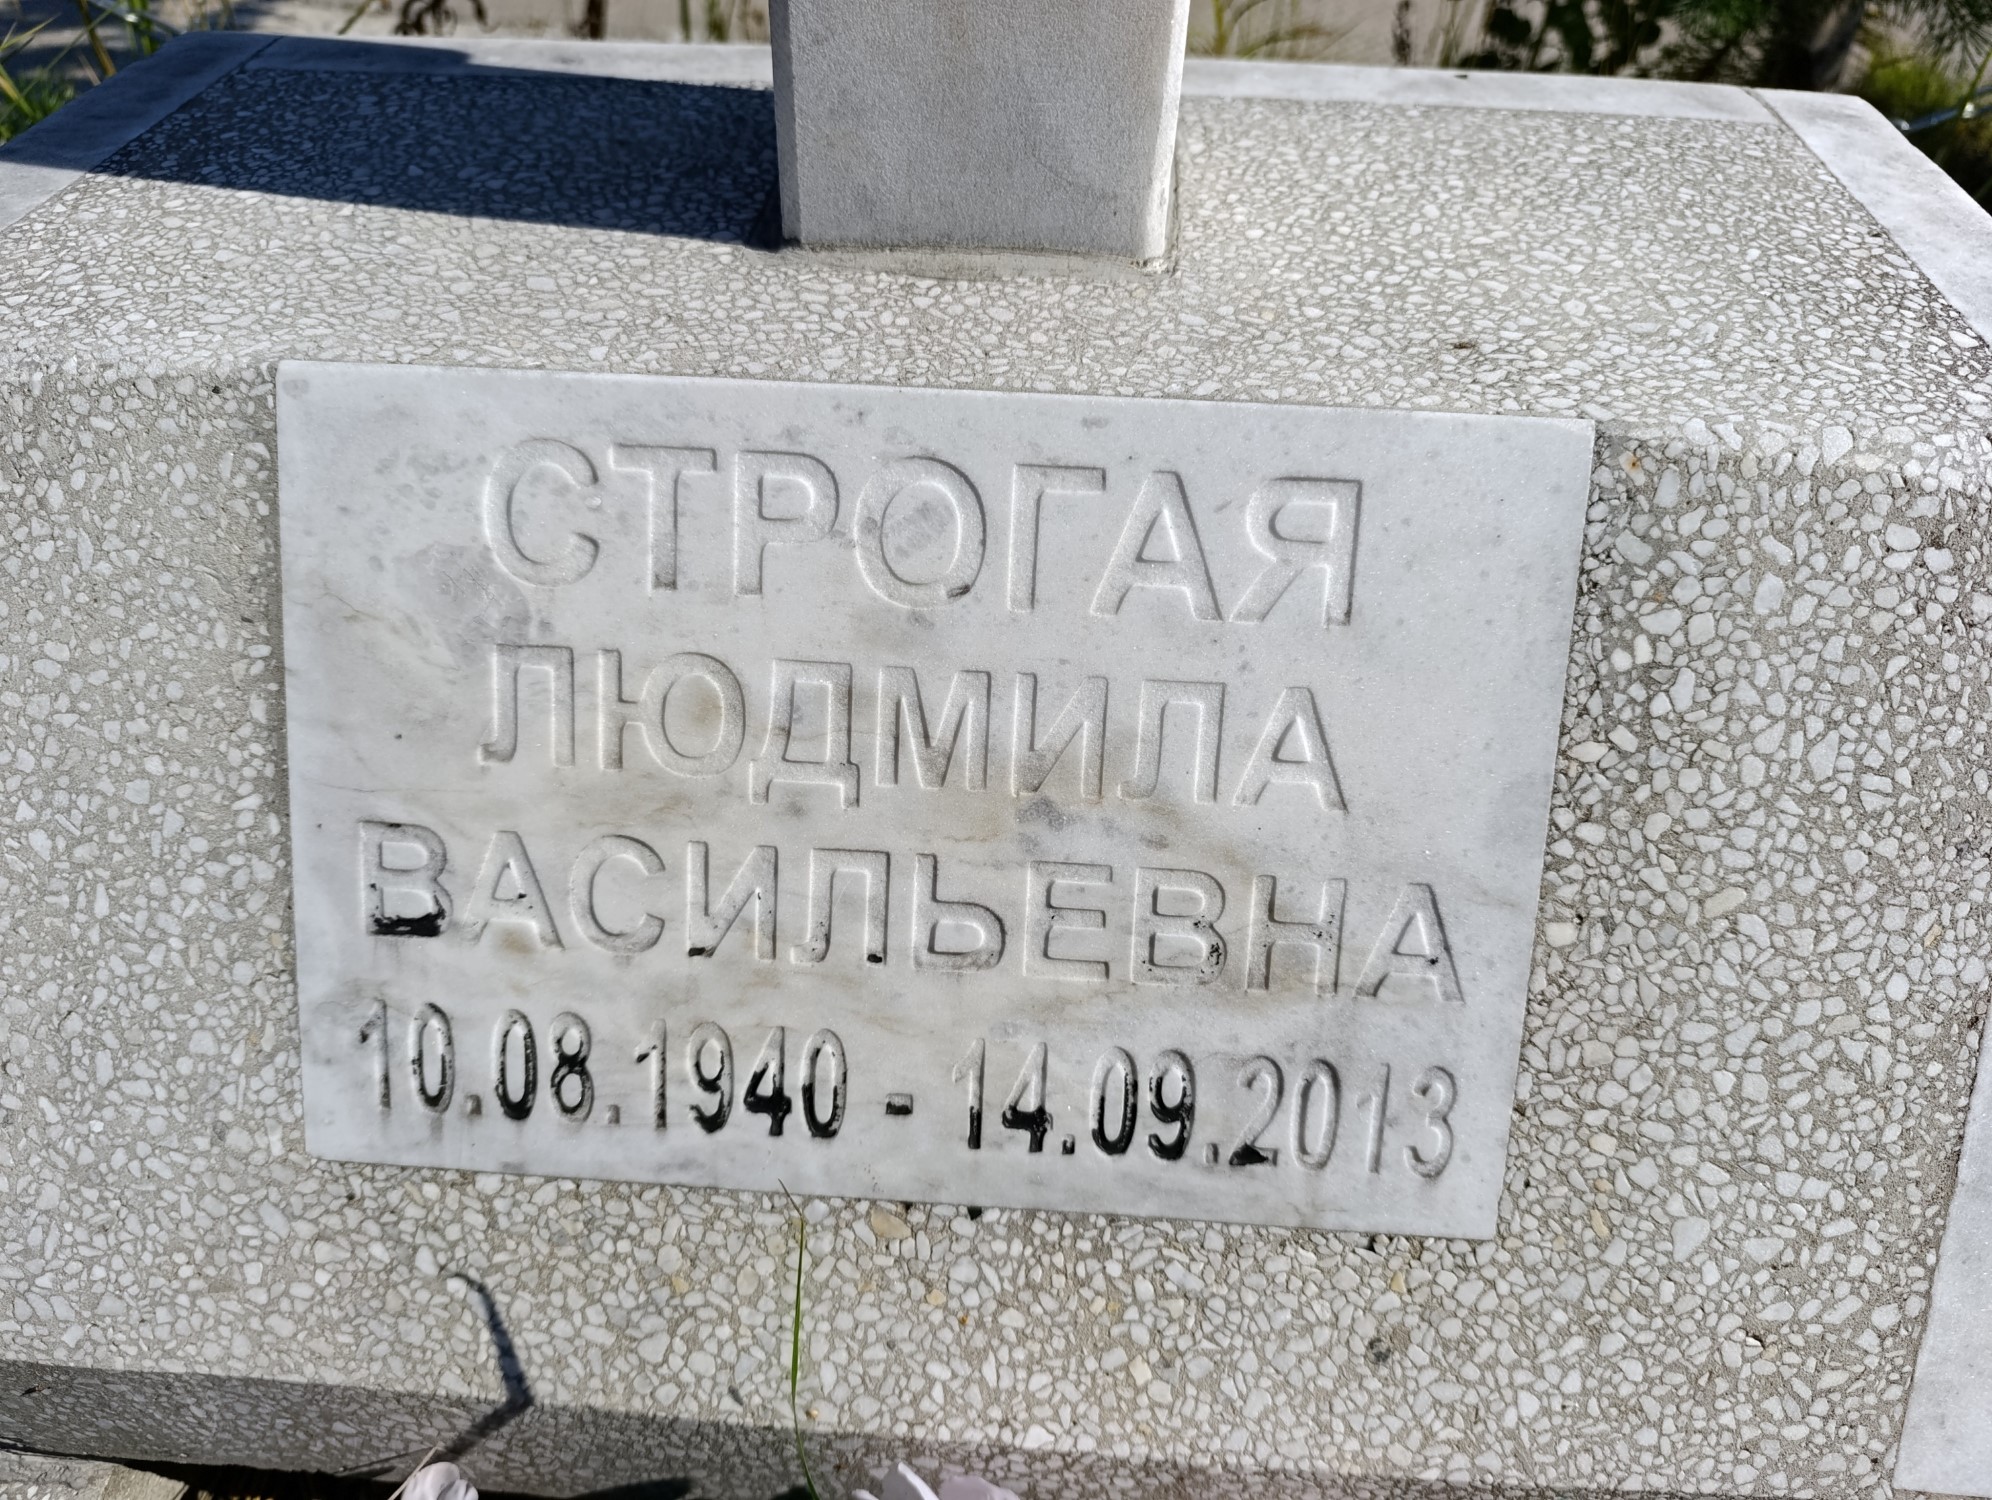 СТРОГАЯ
ЛЮДМИЛА
ВАСИЛЬЕВНА
10.08.1940 - 14.09.2013